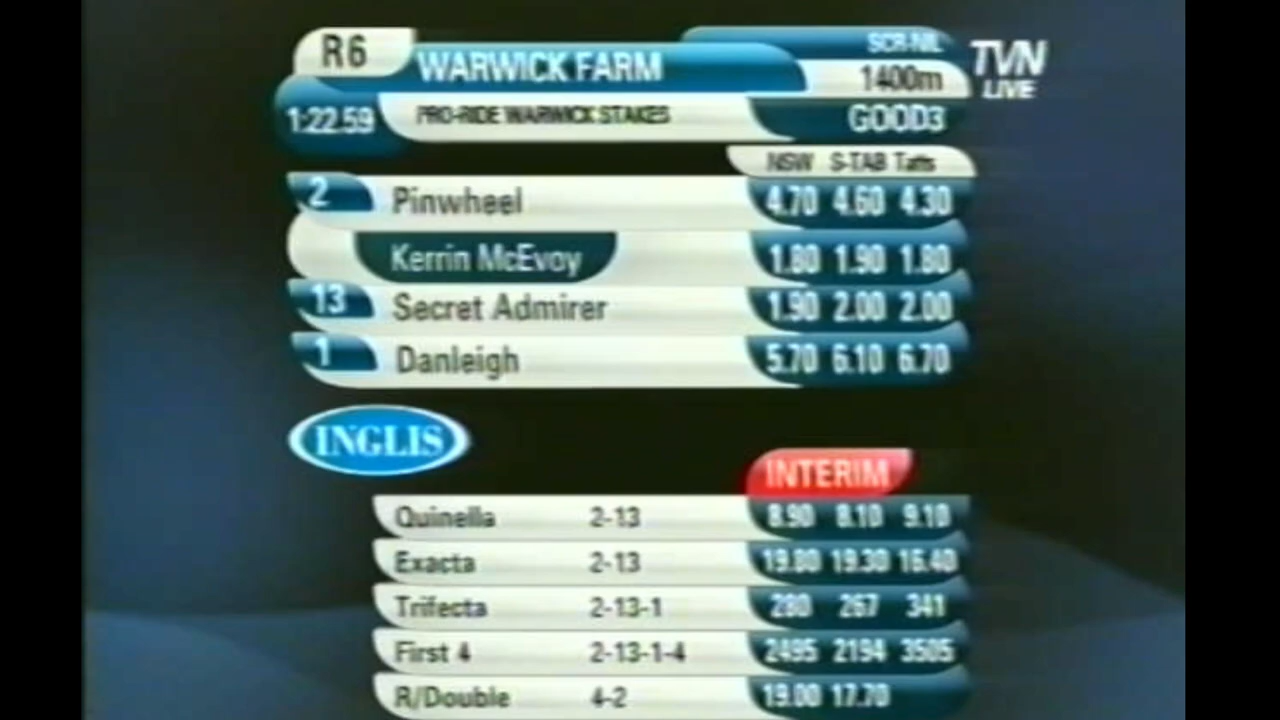 R6 WARWICK FARM SCR-NIL
1400m
TVN
LIVE
1:22.59 PRO-RIDE WARWICK STAKES GOOD3
NSW S-TAB Tatts
2 Pinwheel 4.70 4.60 4.30
Kerrin McEvoy 1.80 1.90 1.80
13 Secret Admirer 1.90 2.00 2.00
1 Danleigh 5.70 6.10 6.70
INGLIS
INTERIM
Quinella 2-13 8.90 8.10 9.10
Exacta 2-13 19.80 19.30 16.40
Trifecta 2-13-1 280 267 341
First 4 2-13-1-4 2495 2194 3505
R/Double 4-2 19.00 17.70